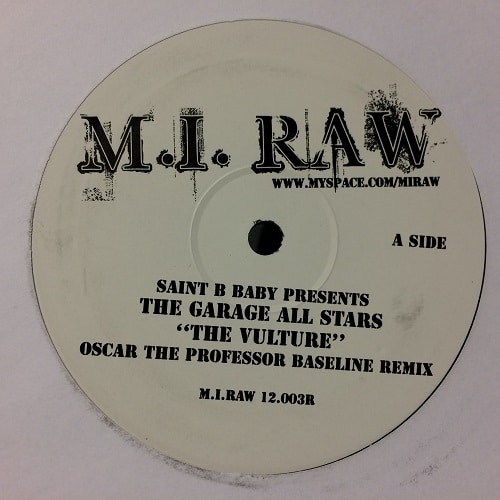 M.I. RAW
WWW.MYSPACE.COM/MIRAW
A SIDE
SAINT B BABY PRESENTS
THE GARAGE ALL STARS
"THE VULTURE"
OSCAR THE PROFESSOR BASELINE REMIX
M.I.RAW 12.003R